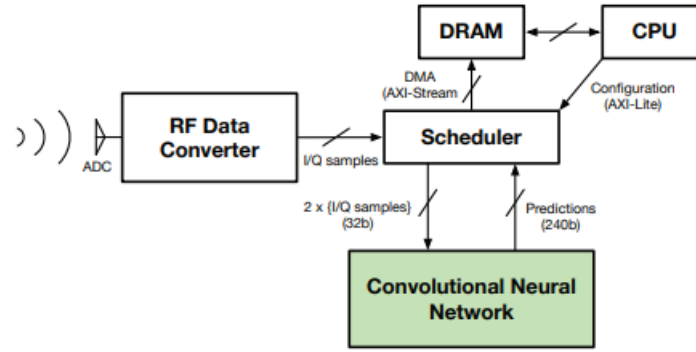 DRAM
CPU
DMA
(AXI-Stream
Configuration
(AXI-Lite)
RF Data
Converter
ADC
I/Q samples
Scheduler
2 x {I/Q samples}
(32b)
Predictions
(240b)
Convolutional Neural
Network